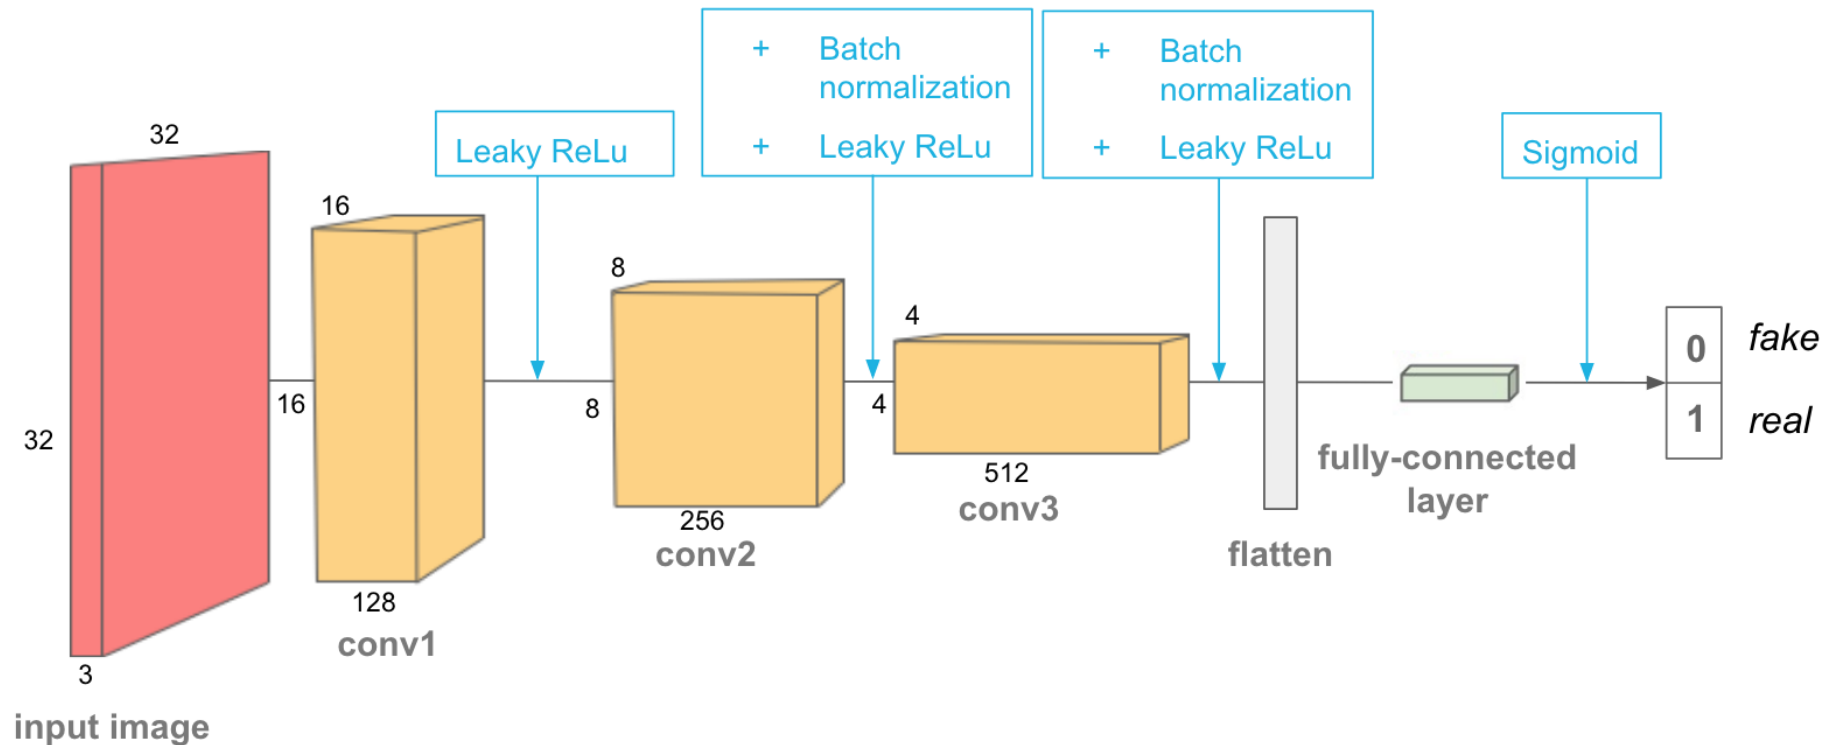 32
32
3
input image
16
16
128
conv1
Leaky ReLu
8
8
256
conv2
+ Batch
normalization
+ Leaky ReLu
4
4
512
conv3
+ Batch
normalization
+ Leaky ReLu
flatten
fully-connected
layer
Sigmoid
0 fake
1 real